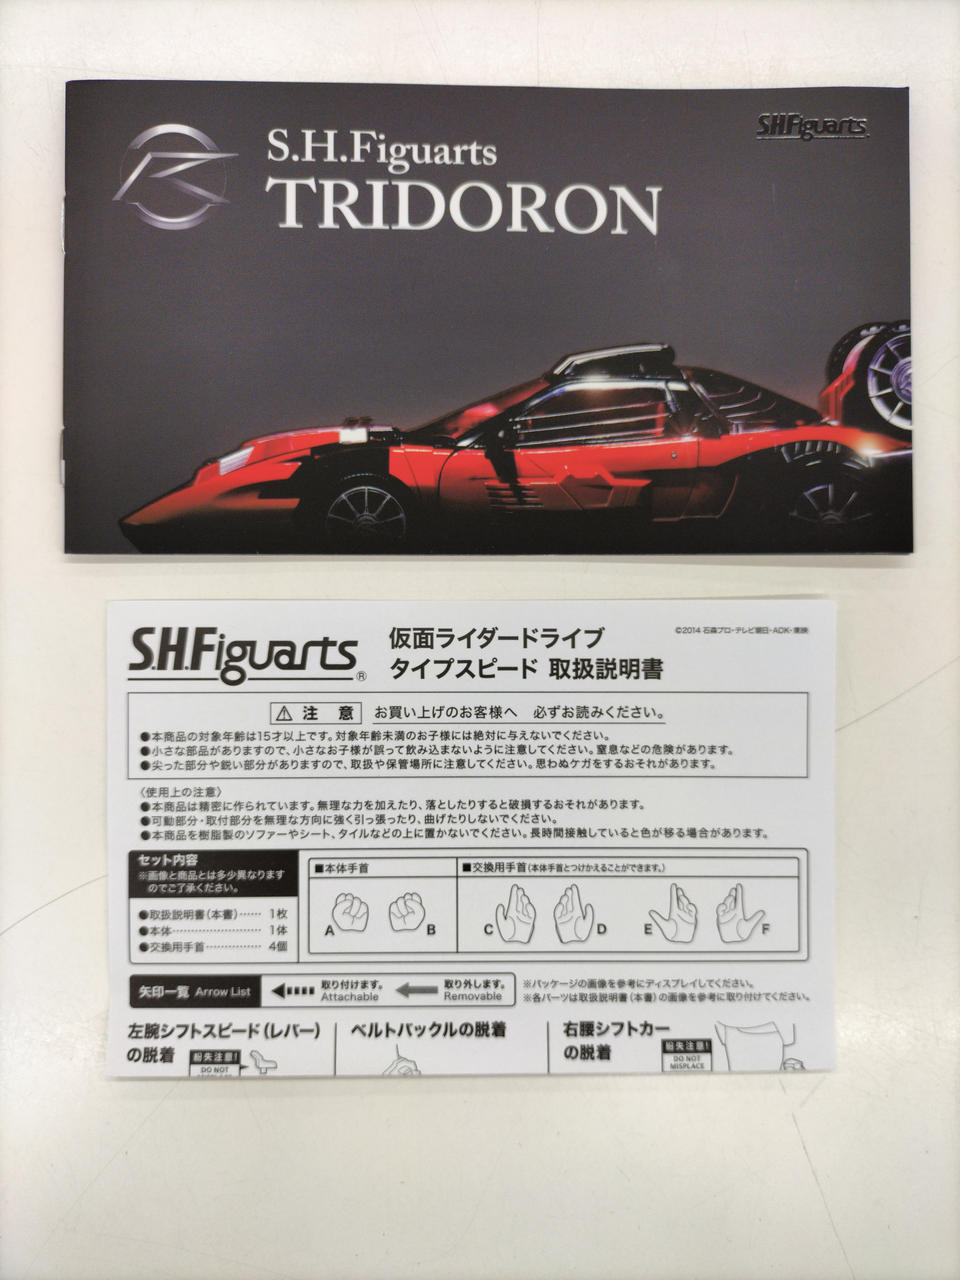 S.H.Figuarts
TRIDORON
S.H.Figuarts
S.H.Figuarts®
仮面ライダードライブ
タイプスピード 取扱説明書
©2014 石森プロ・テレビ朝日・ADK・東映
⚠ 注 意 お買い上げのお客様へ 必ずお読みください。
●本商品の対象年齢は15才以上です。対象年齢未満のお子様には絶対に与えないでください。
●小さな部品がありますので、小さなお子様が誤って飲み込まないように注意してください。窒息などの危険があります。
●尖った部分や鋭い部分がありますので、取扱や保管場所に注意してください。思わぬケガをするおそれがあります。
〈使用上の注意〉
●本商品は精密に作られています。無理な力を加えたり、落としたりすると破損するおそれがあります。
●可動部分・取付部分を無理な方向に強く引っ張ったり、曲げたりしないでください。
●本商品を樹脂製のソファーやシート、タイルなどの上に置かないでください。長時間接触していると色が移る場合があります。
セット内容
※画像と商品とは多少異なります
のでご了承ください。
●取扱説明書(本書)…… 1枚
●本体…………………… 1体
●交換用手首…………… 4個
■本体手首
A B
■交換用手首(本体手首とつけかえることができます。)
C D E F
矢印一覧 Arrow List
取り付けます。
Attachable
取り外します。
Removable
※パッケージの画像を参考にディスプレイしてください。
※各パーツは取扱説明書(本書)の画像を参考に取り付けてください。
左腕シフトスピード(レバー)
の脱着
紛失注意!
DO NOT
MISPLACE
ベルトバックルの脱着
右腰シフトカー
の脱着
紛失注意!
DO NOT
MISPLACE